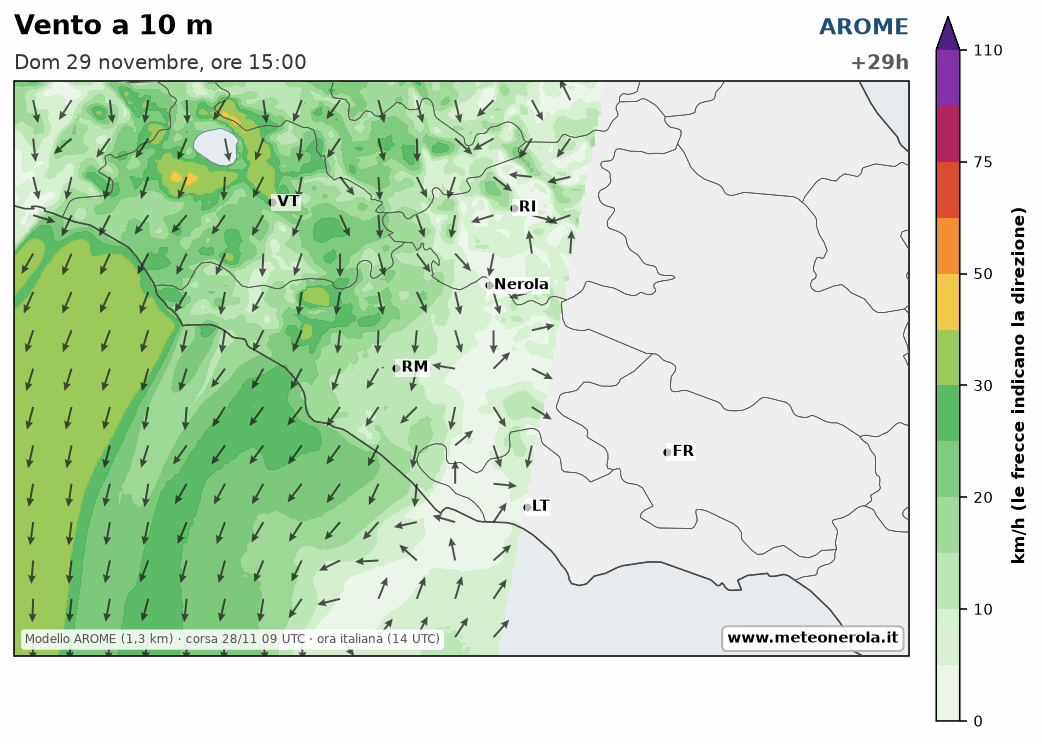 Vento a 10 m
AROME
Dom 29 novembre, ore 15:00
+29h
VT
RI
Nerola
RM
FR
LT
Modello AROME (1,3 km) · corsa 28/11 09 UTC · ora italiana (14 UTC)
www.meteonerola.it
110
75
50
30
20
10
0
km/h (le frecce indicano la direzione)